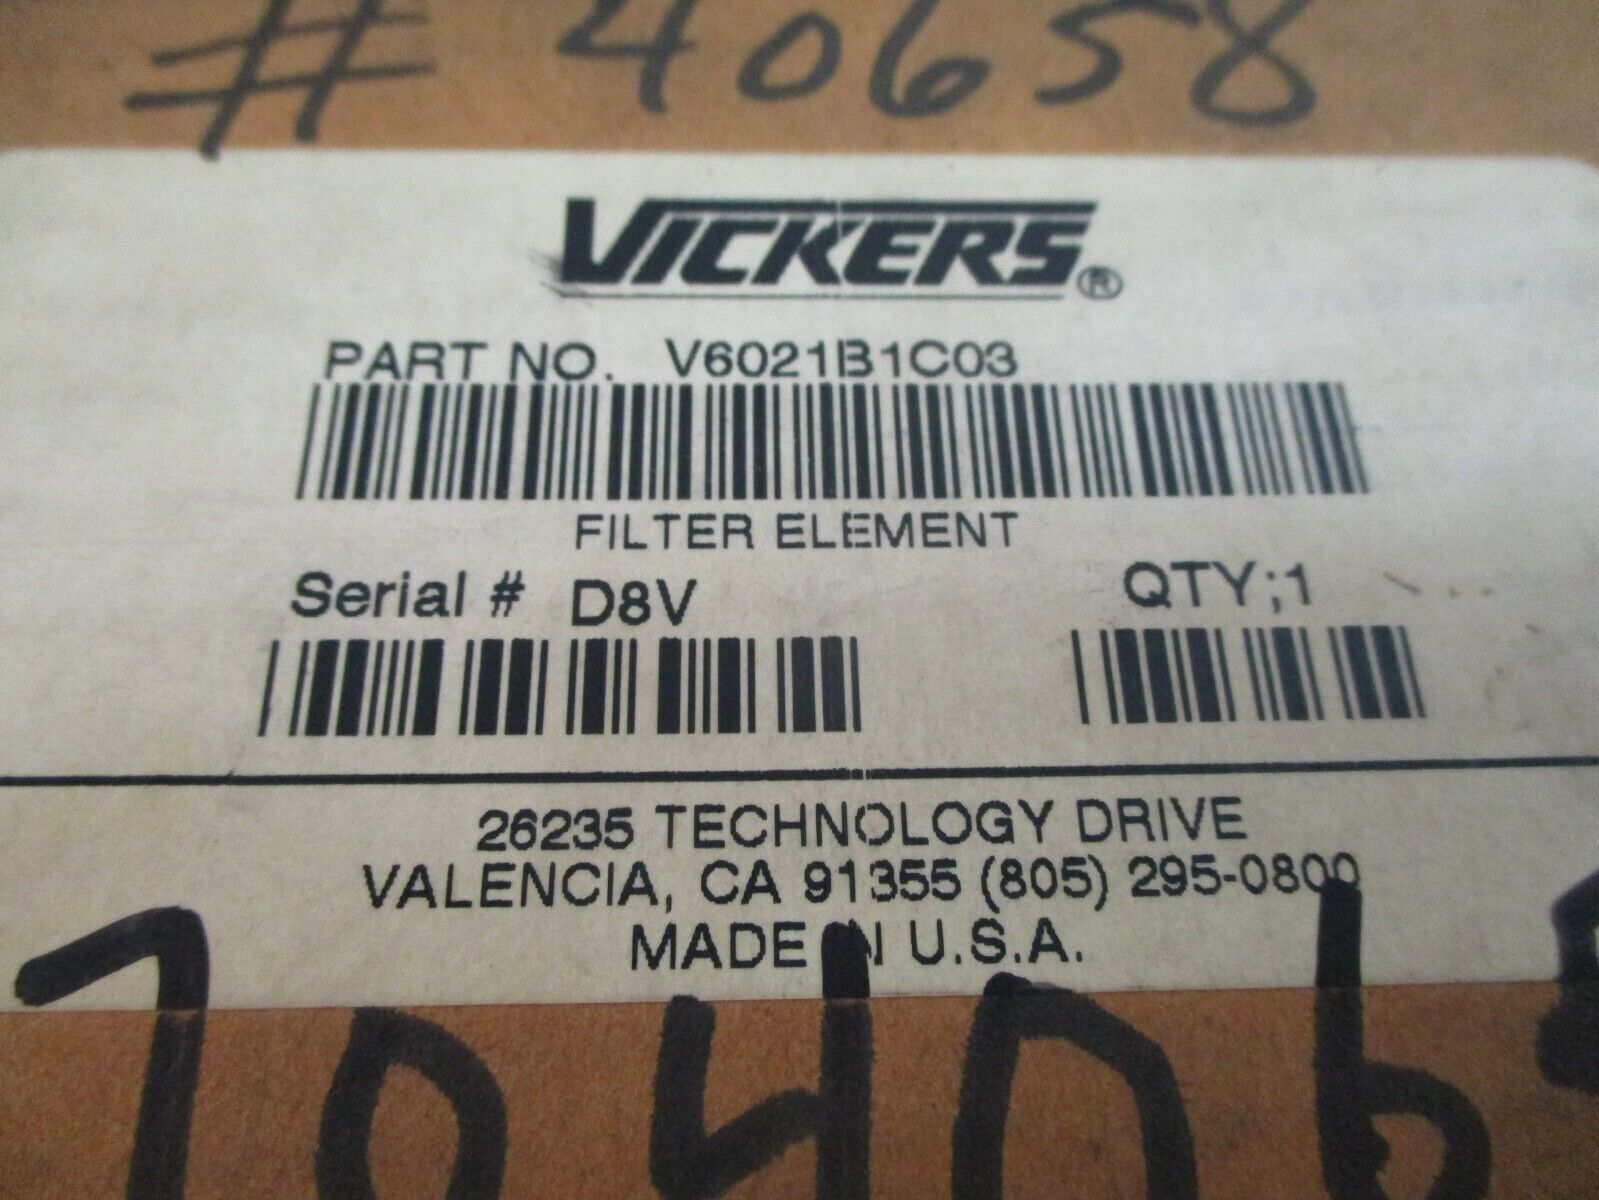 # 40658
VICKERS®
PART NO. V6021B1C03
FILTER ELEMENT
Serial # D8V
QTY;1
26235 TECHNOLOGY DRIVE
VALENCIA, CA 91355 (805) 295-0800
MADE IN U.S.A.
70406